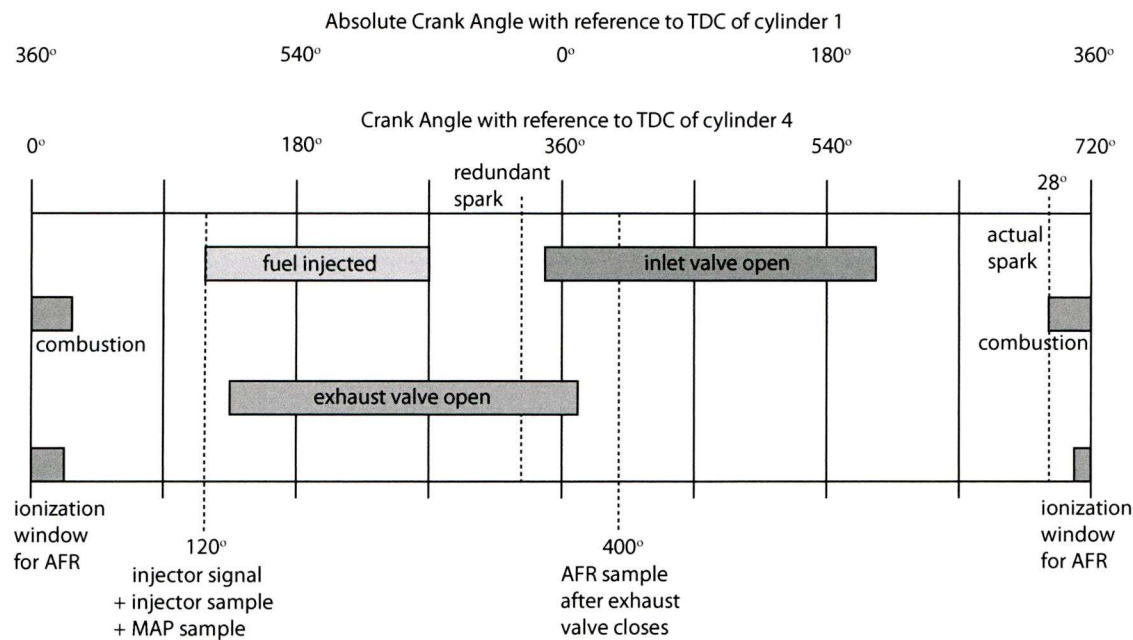 Absolute Crank Angle with reference to TDC of cylinder 1
360° 540° 0° 180° 360°
Crank Angle with reference to TDC of cylinder 4
0° 180° 360° 540° 720°
redundant
spark
28°
actual
spark
fuel injected
inlet valve open
combustion
combustion
exhaust valve open
ionization
window
for AFR
ionization
window
for AFR
120°
injector signal
+ injector sample
+ MAP sample
400°
AFR sample
after exhaust
valve closes